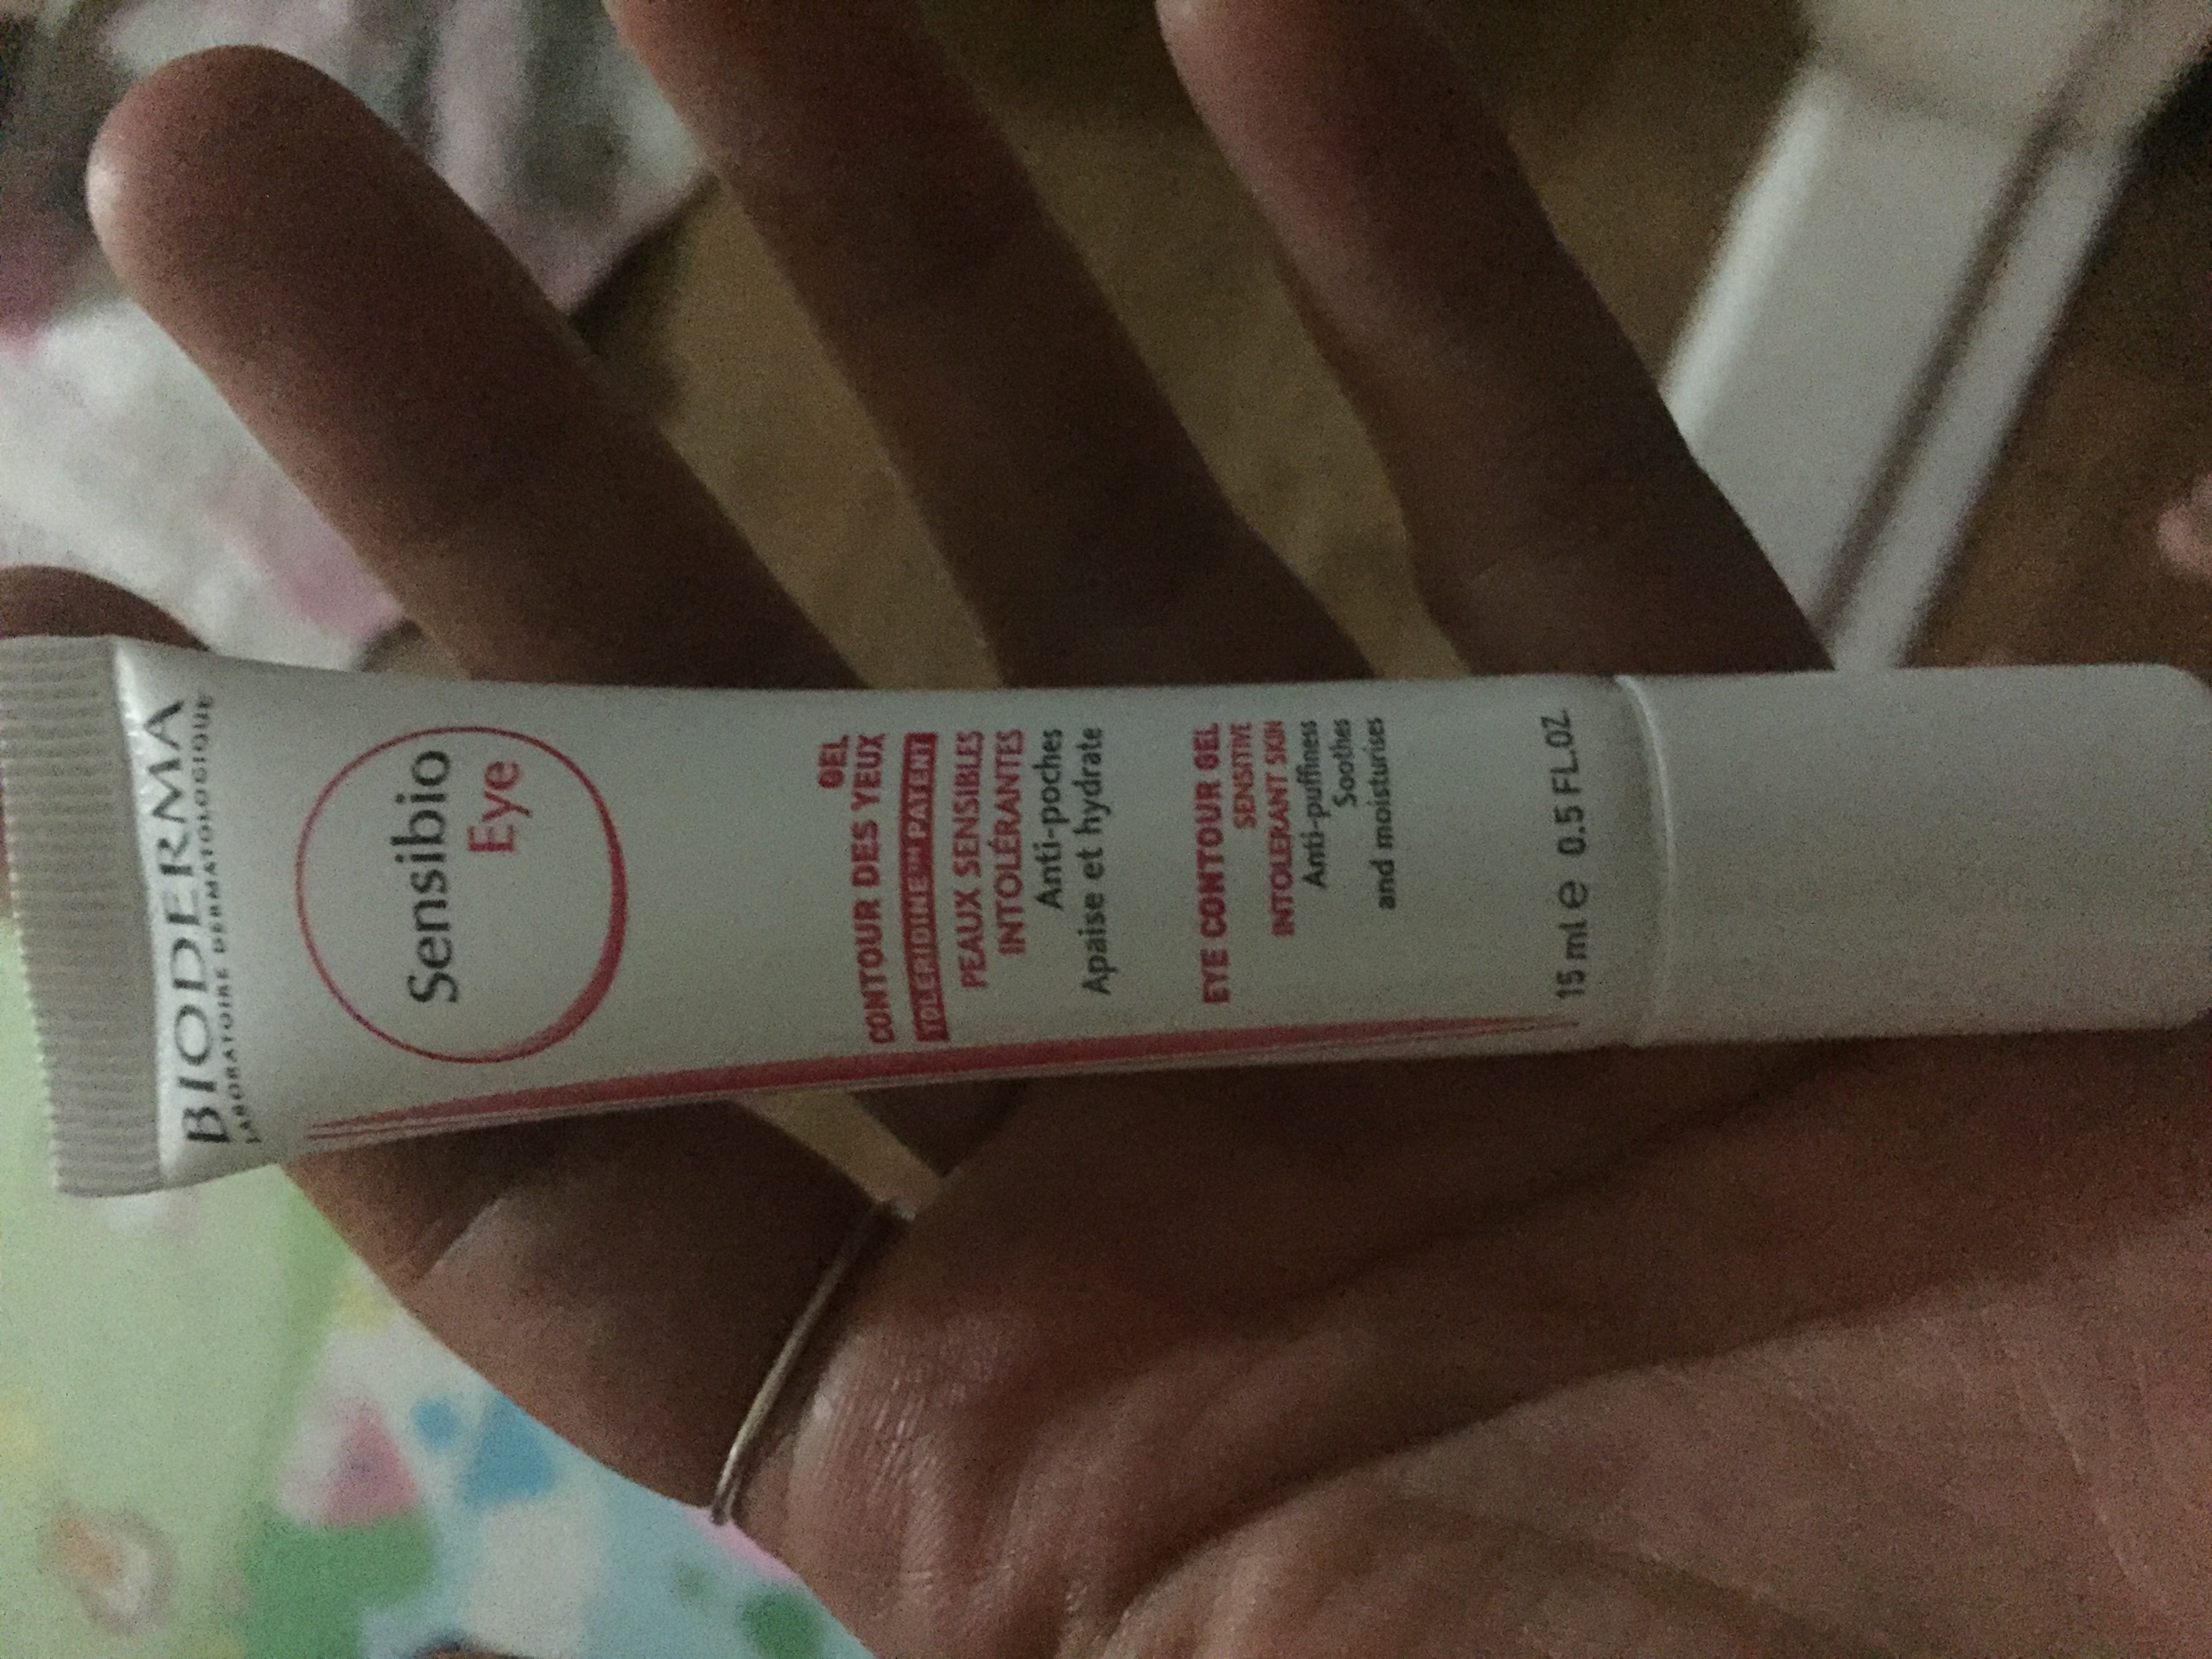 BIODERMA
LABORATOIRE DERMATOLOGIQUE
Sensibio
Eye
GEL
CONTOUR DES YEUX
TOLERIDINE™ PATENT
PEAUX SENSIBLES
INTOLÉRANTES
Anti-poches
Apaise et hydrate
EYE CONTOUR GEL
SENSITIVE
INTOLERANT SKIN
Anti-puffiness
Soothes
and moisturises
15 ml e 0.5 FL.OZ.